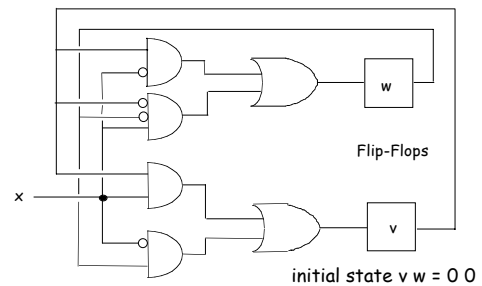 w
Flip-Flops
x
v
initial state v w = 0 0